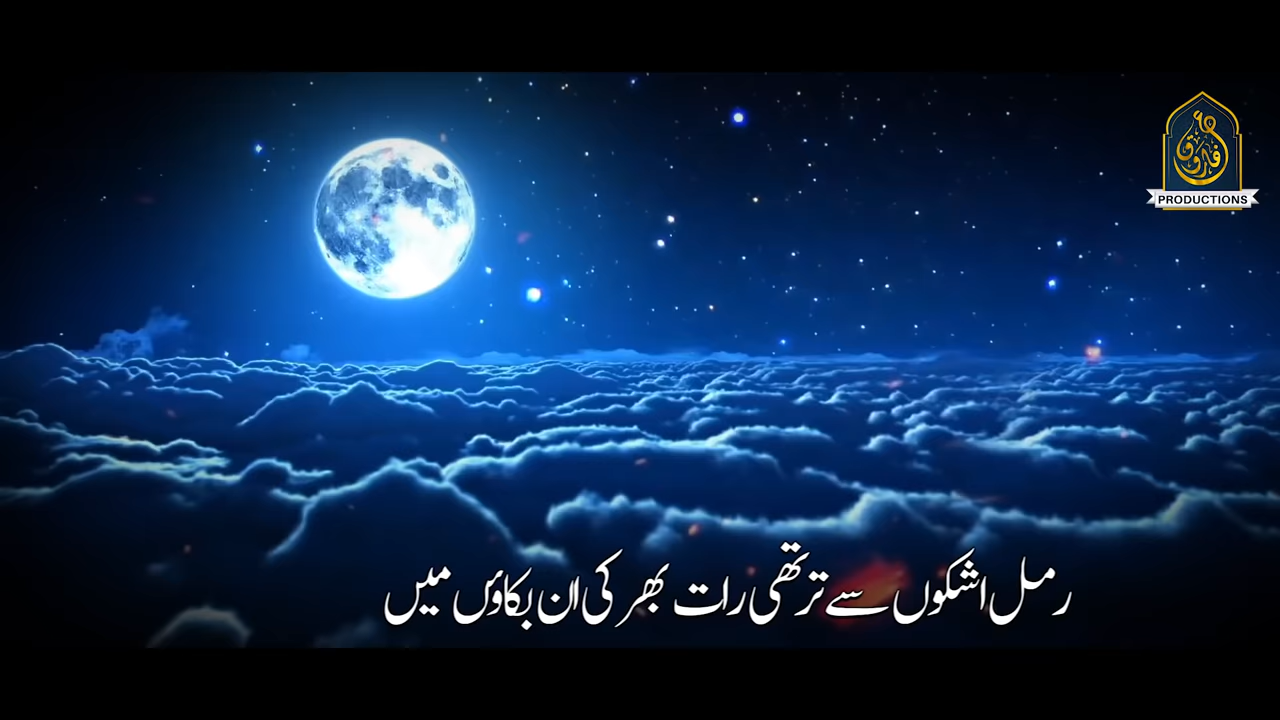 PRODUCTIONS
رمل اشکوں سے تر تھی رات بھر کی ان بکاؤں میں